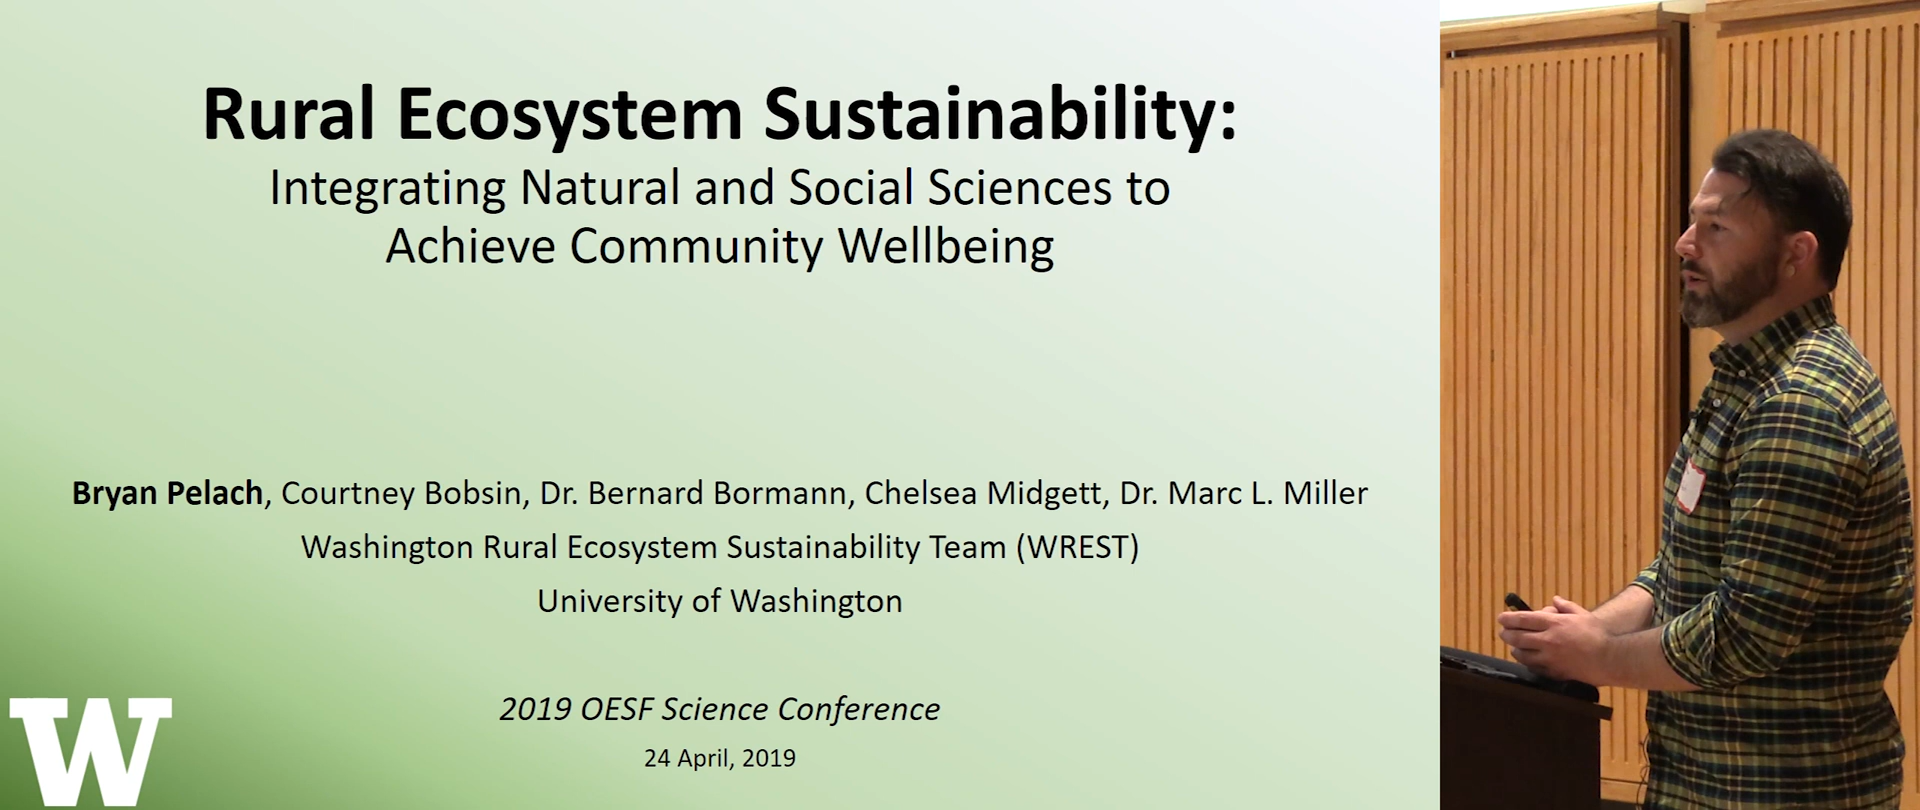 Rural Ecosystem Sustainability:
Integrating Natural and Social Sciences to
Achieve Community Wellbeing
Bryan Pelach, Courtney Bobsin, Dr. Bernard Bormann, Chelsea Midgett, Dr. Marc L. Miller
Washington Rural Ecosystem Sustainability Team (WREST)
University of Washington
2019 OESF Science Conference
24 April, 2019
W